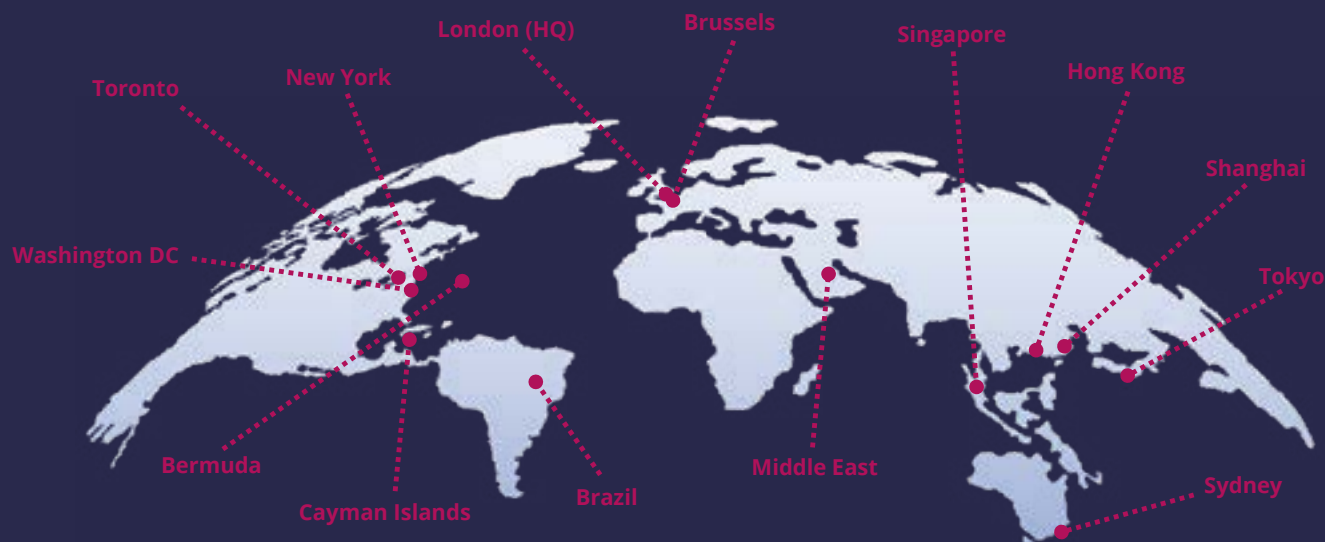 London (HQ)
Brussels
Singapore
Hong Kong
New York
Toronto
Shanghai
Washington DC
Tokyo
Bermuda
Middle East
Sydney
Brazil
Cayman Islands